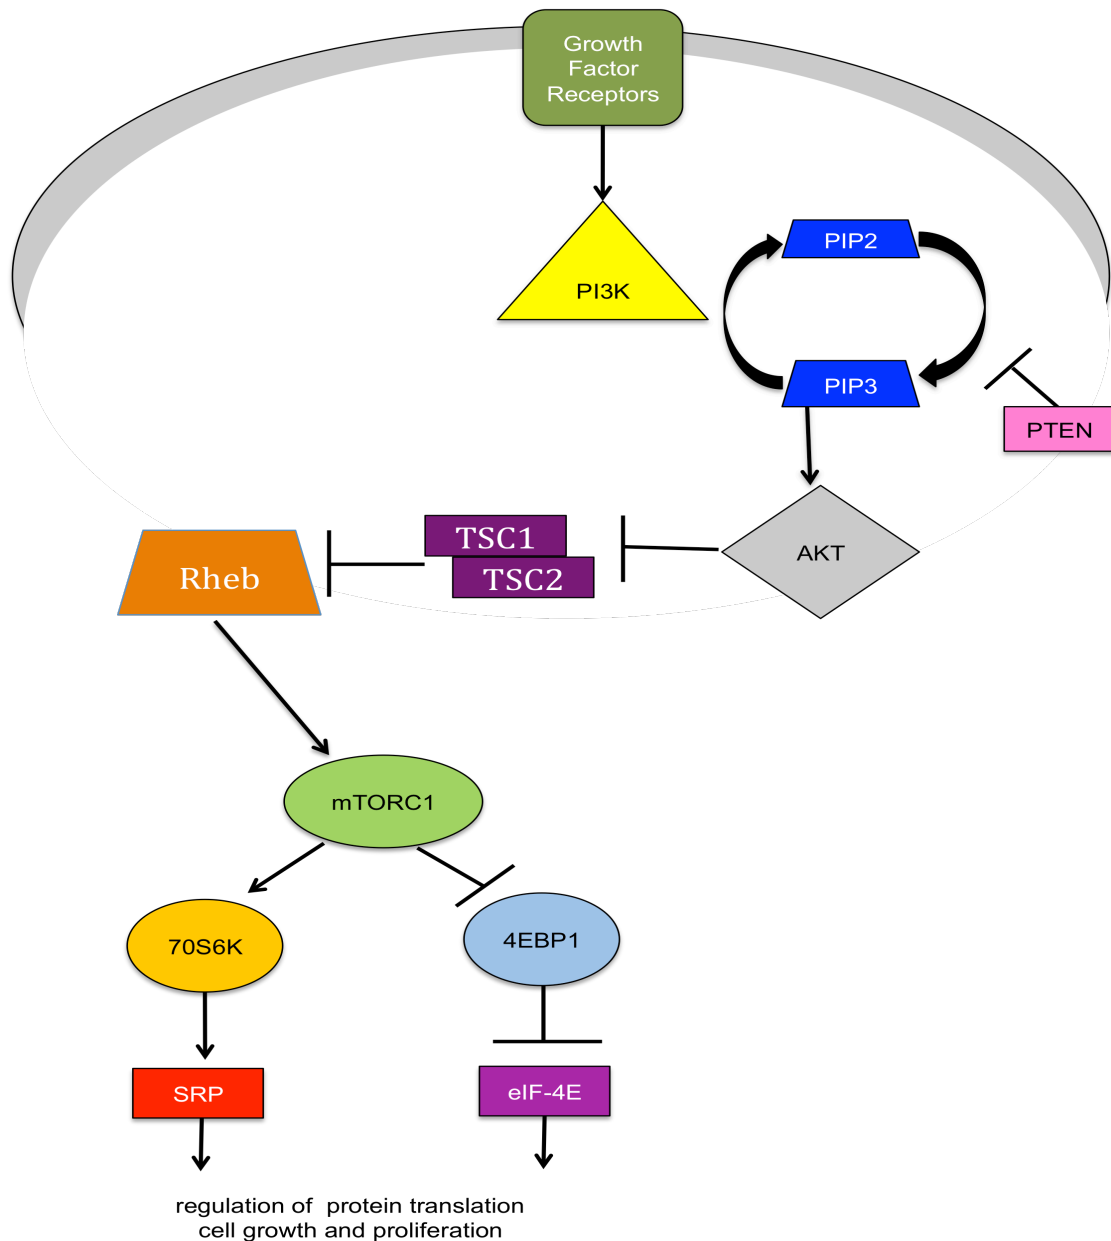 Growth
Factor
Receptors
PI3K
PIP2
PIP3
PTEN
AKT
TSC1
TSC2
Rheb
mTORC1
70S6K
4EBP1
SRP
eIF-4E
regulation of protein translation
cell growth and proliferation